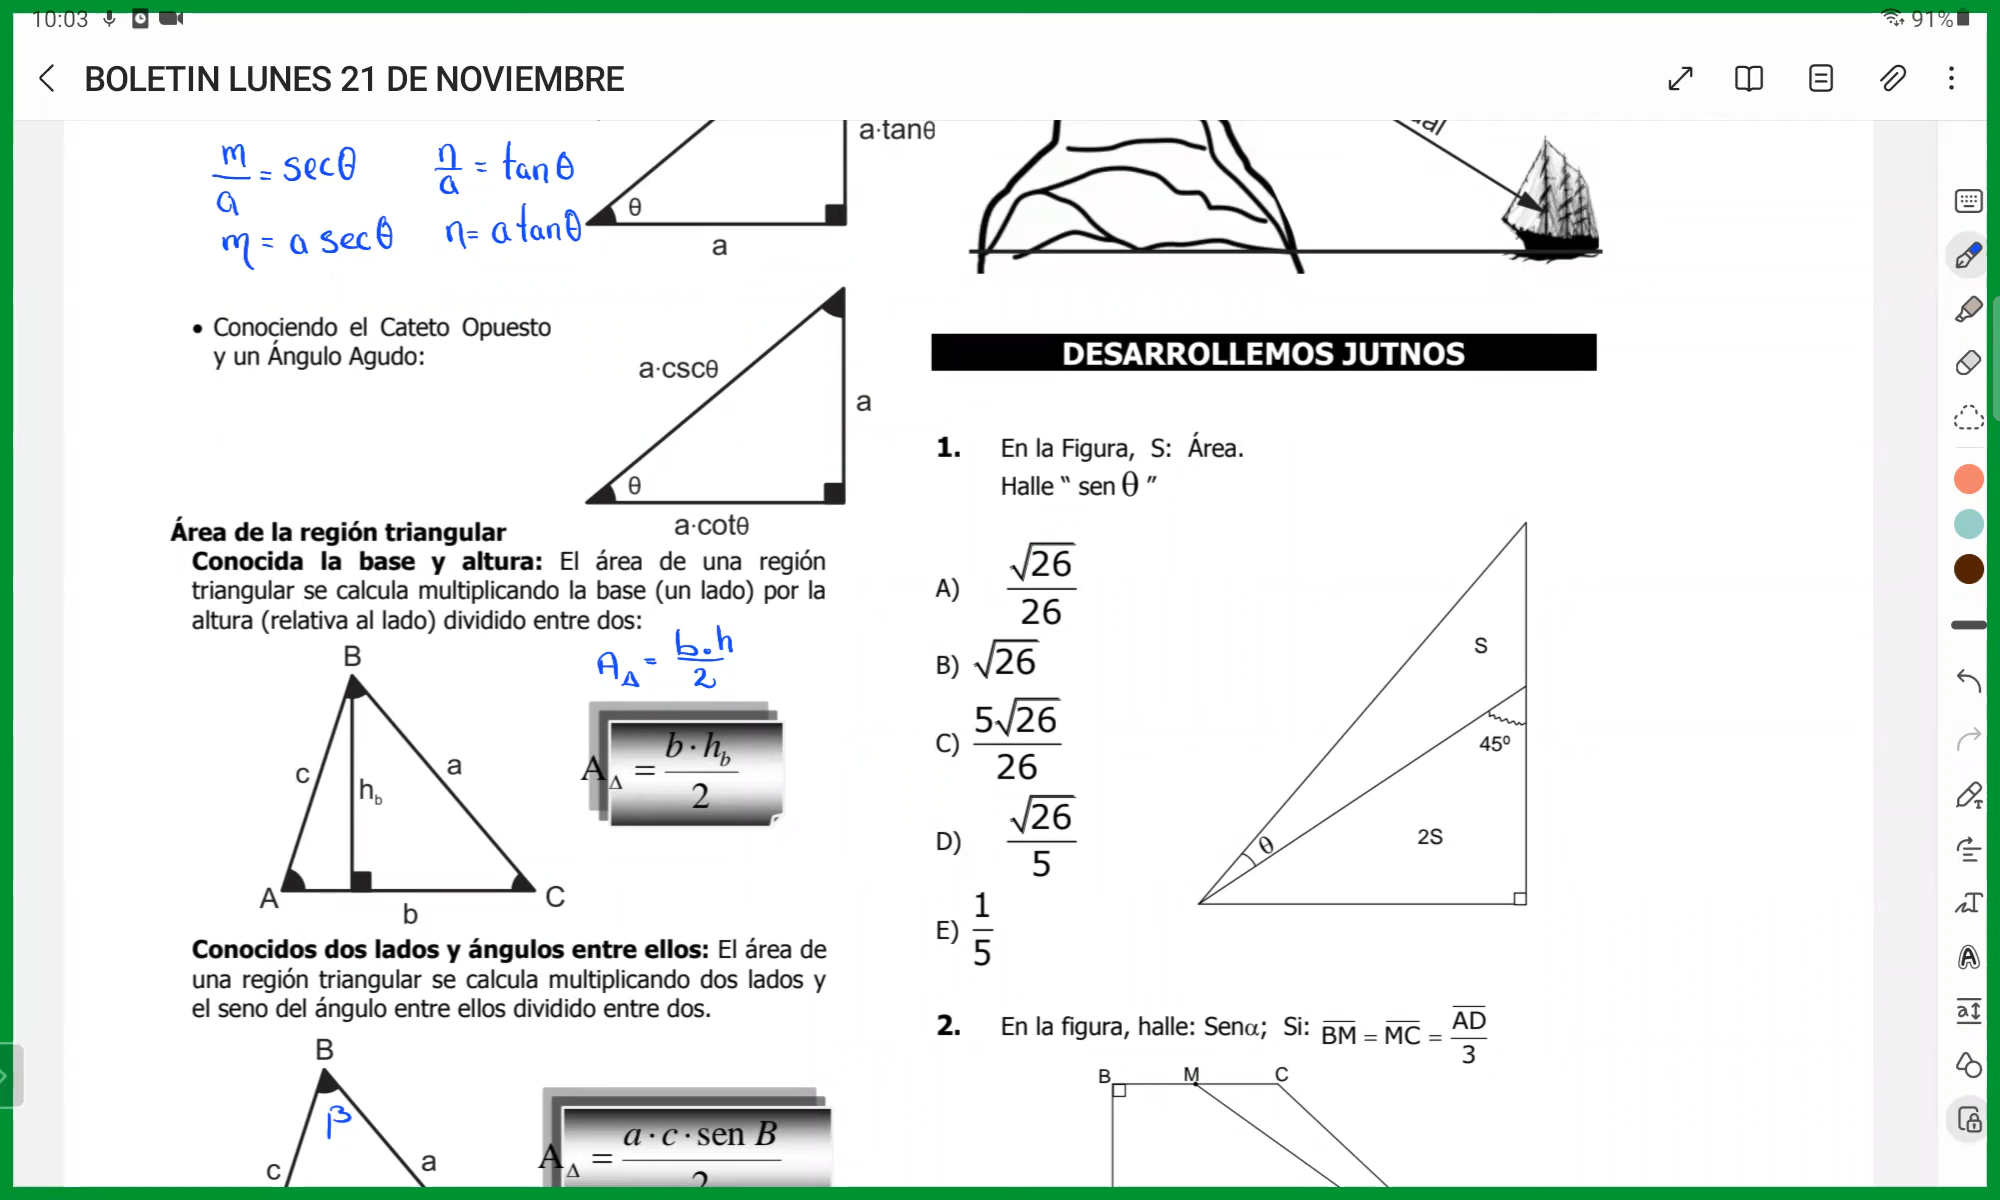 10:03
91%
BOLETIN LUNES 21 DE NOVIEMBRE
m/a = secθ
n/a = tanθ
m = a secθ
n = a tanθ
a·tanθ
θ
a
• Conociendo el Cateto Opuesto
y un Ángulo Agudo:
a·cscθ
a
θ
a·cotθ
Área de la región triangular
Conocida la base y altura: El área de una región
triangular se calcula multiplicando la base (un lado) por la
altura (relativa al lado) dividido entre dos:
A△ = b.h/2
B
c
a
h_b
A
C
b
A△ = b·h_b/2
Conocidos dos lados y ángulos entre ellos: El área de
una región triangular se calcula multiplicando dos lados y
el seno del ángulo entre ellos dividido entre dos.
B
β
c
a
A△ = a·c·sen B/2
DESARROLLEMOS JUTNOS
1. En la Figura, S: Área.
Halle “ sen θ ”
A) √26/26
B) √26
C) 5√26/26
D) √26/5
E) 1/5
S
45º
θ
2S
2. En la figura, halle: Senα; Si: BM = MC = AD/3
B M C